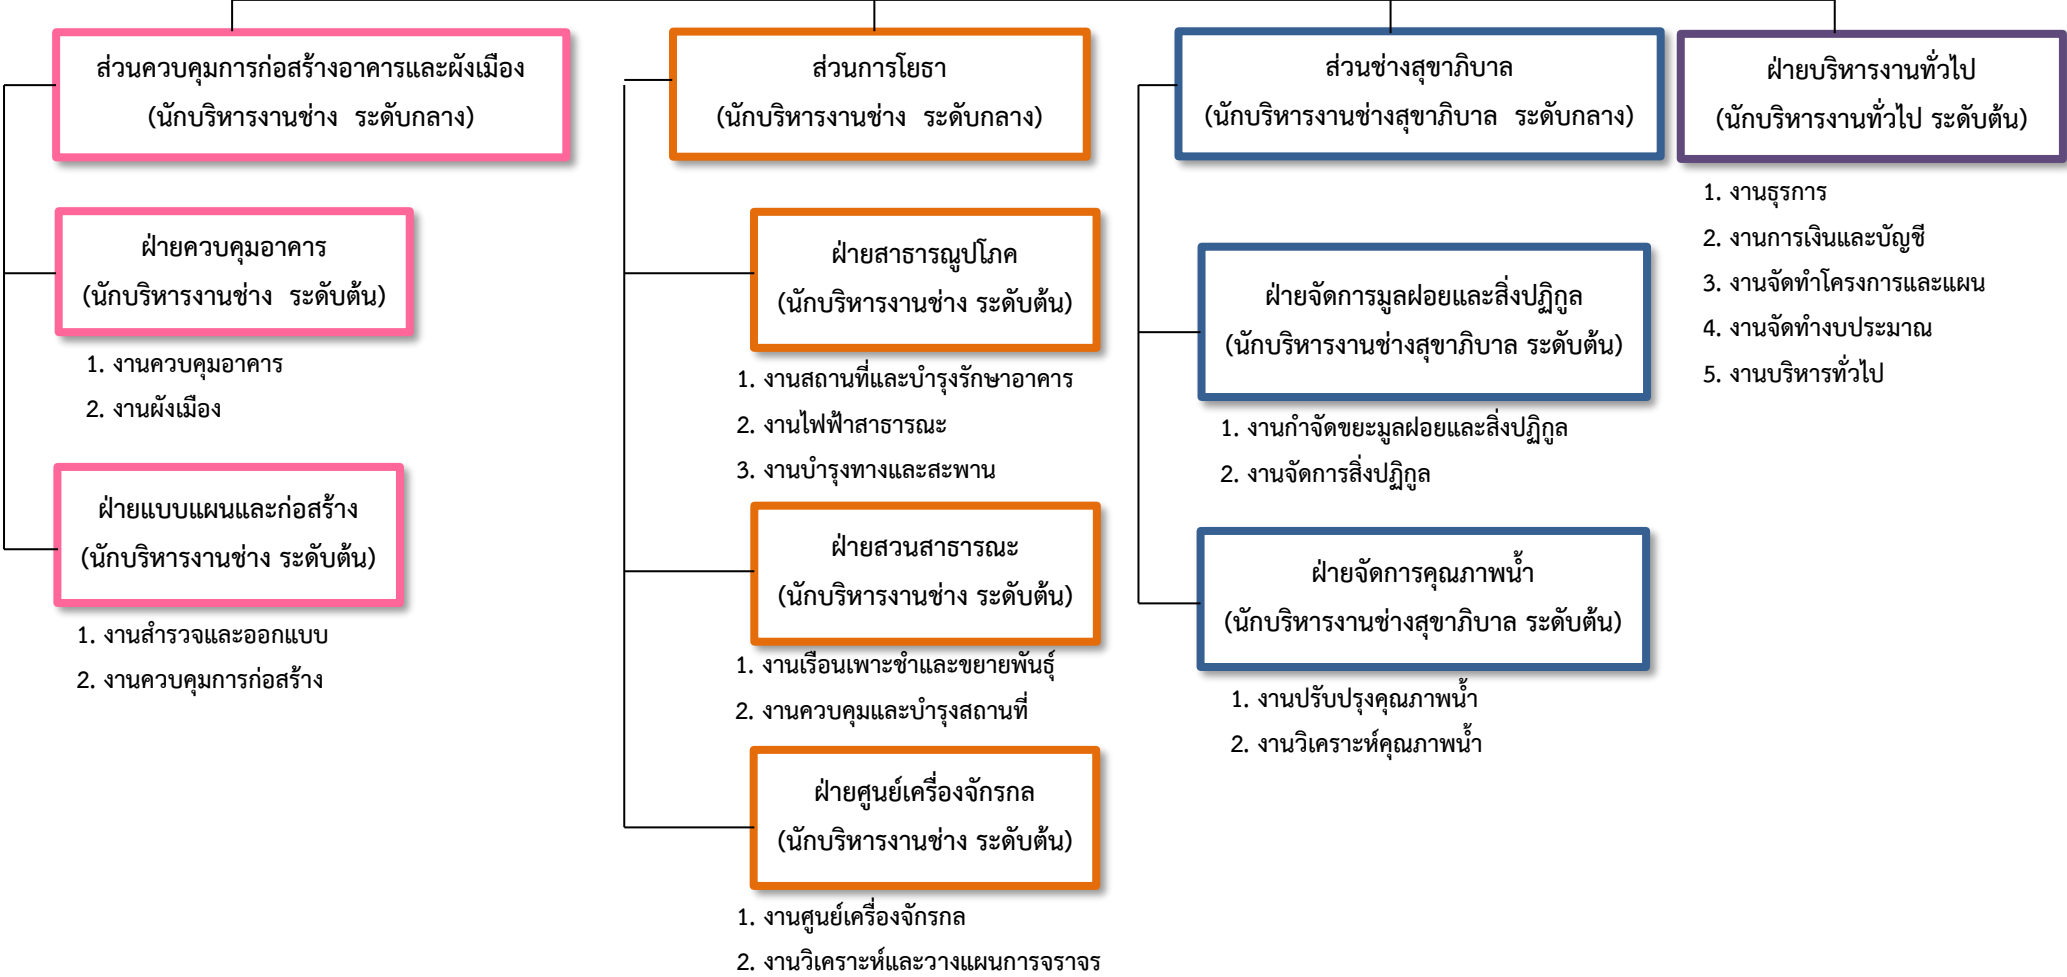 ส่วนควบคุมการก่อสร้างอาคารและผังเมือง
(นักบริหารงานช่าง ระดับกลาง)
ฝ่ายควบคุมอาคาร
(นักบริหารงานช่าง ระดับต้น)
1. งานควบคุมอาคาร
2. งานผังเมือง
ฝ่ายแบบแผนและก่อสร้าง
(นักบริหารงานช่าง ระดับต้น)
1. งานสำรวจและออกแบบ
2. งานควบคุมการก่อสร้าง
ส่วนการโยธา
(นักบริหารงานช่าง ระดับกลาง)
ฝ่ายสาธารณูปโภค
(นักบริหารงานช่าง ระดับต้น)
1. งานสถานที่และบำรุงรักษาอาคาร
2. งานไฟฟ้าสาธารณะ
3. งานบำรุงทางและสะพาน
ฝ่ายสวนสาธารณะ
(นักบริหารงานช่าง ระดับต้น)
1. งานเรือนเพาะชำและขยายพันธุ์
2. งานควบคุมและบำรุงสถานที่
ฝ่ายศูนย์เครื่องจักรกล
(นักบริหารงานช่าง ระดับต้น)
1. งานศูนย์เครื่องจักรกล
2. งานวิเคราะห์และวางแผนการจราจร
ส่วนช่างสุขาภิบาล
(นักบริหารงานช่างสุขาภิบาล ระดับกลาง)
ฝ่ายจัดการมูลฝอยและสิ่งปฏิกูล
(นักบริหารงานช่างสุขาภิบาล ระดับต้น)
1. งานกำจัดขยะมูลฝอยและสิ่งปฏิกูล
2. งานจัดการสิ่งปฏิกูล
ฝ่ายจัดการคุณภาพน้ำ
(นักบริหารงานช่างสุขาภิบาล ระดับต้น)
1. งานปรับปรุงคุณภาพน้ำ
2. งานวิเคราะห์คุณภาพน้ำ
ฝ่ายบริหารงานทั่วไป
(นักบริหารงานทั่วไป ระดับต้น)
1. งานธุรการ
2. งานการเงินและบัญชี
3. งานจัดทำโครงการและแผน
4. งานจัดทำงบประมาณ
5. งานบริหารทั่วไป